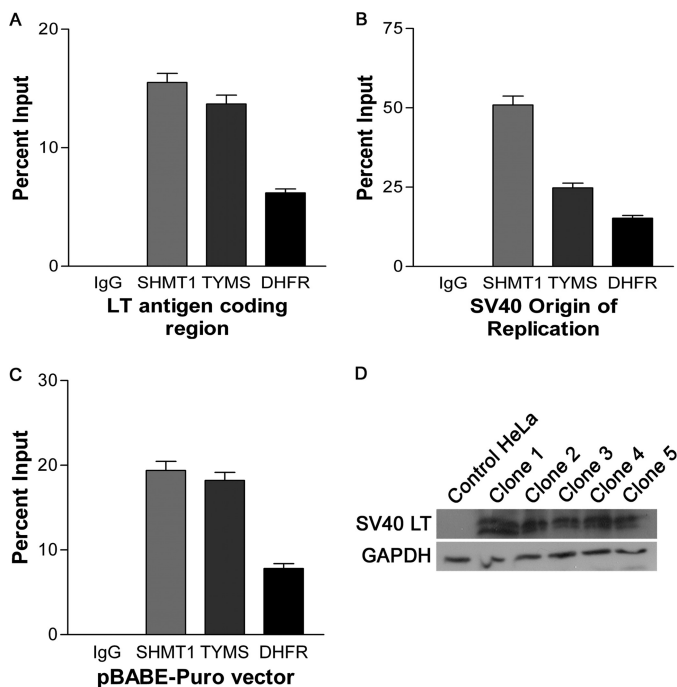 A
20
10
0
Percent Input
IgG SHMT1 TYMS DHFR
LT antigen coding
region
B
75
50
25
0
Percent Input
IgG SHMT1 TYMS DHFR
SV40 Origin of
Replication
C
30
20
10
0
Percent Input
IgG SHMT1 TYMS DHFR
pBABE-Puro vector
D
Control HeLa
Clone 1
Clone 2
Clone 3
Clone 4
Clone 5
SV40 LT
GAPDH